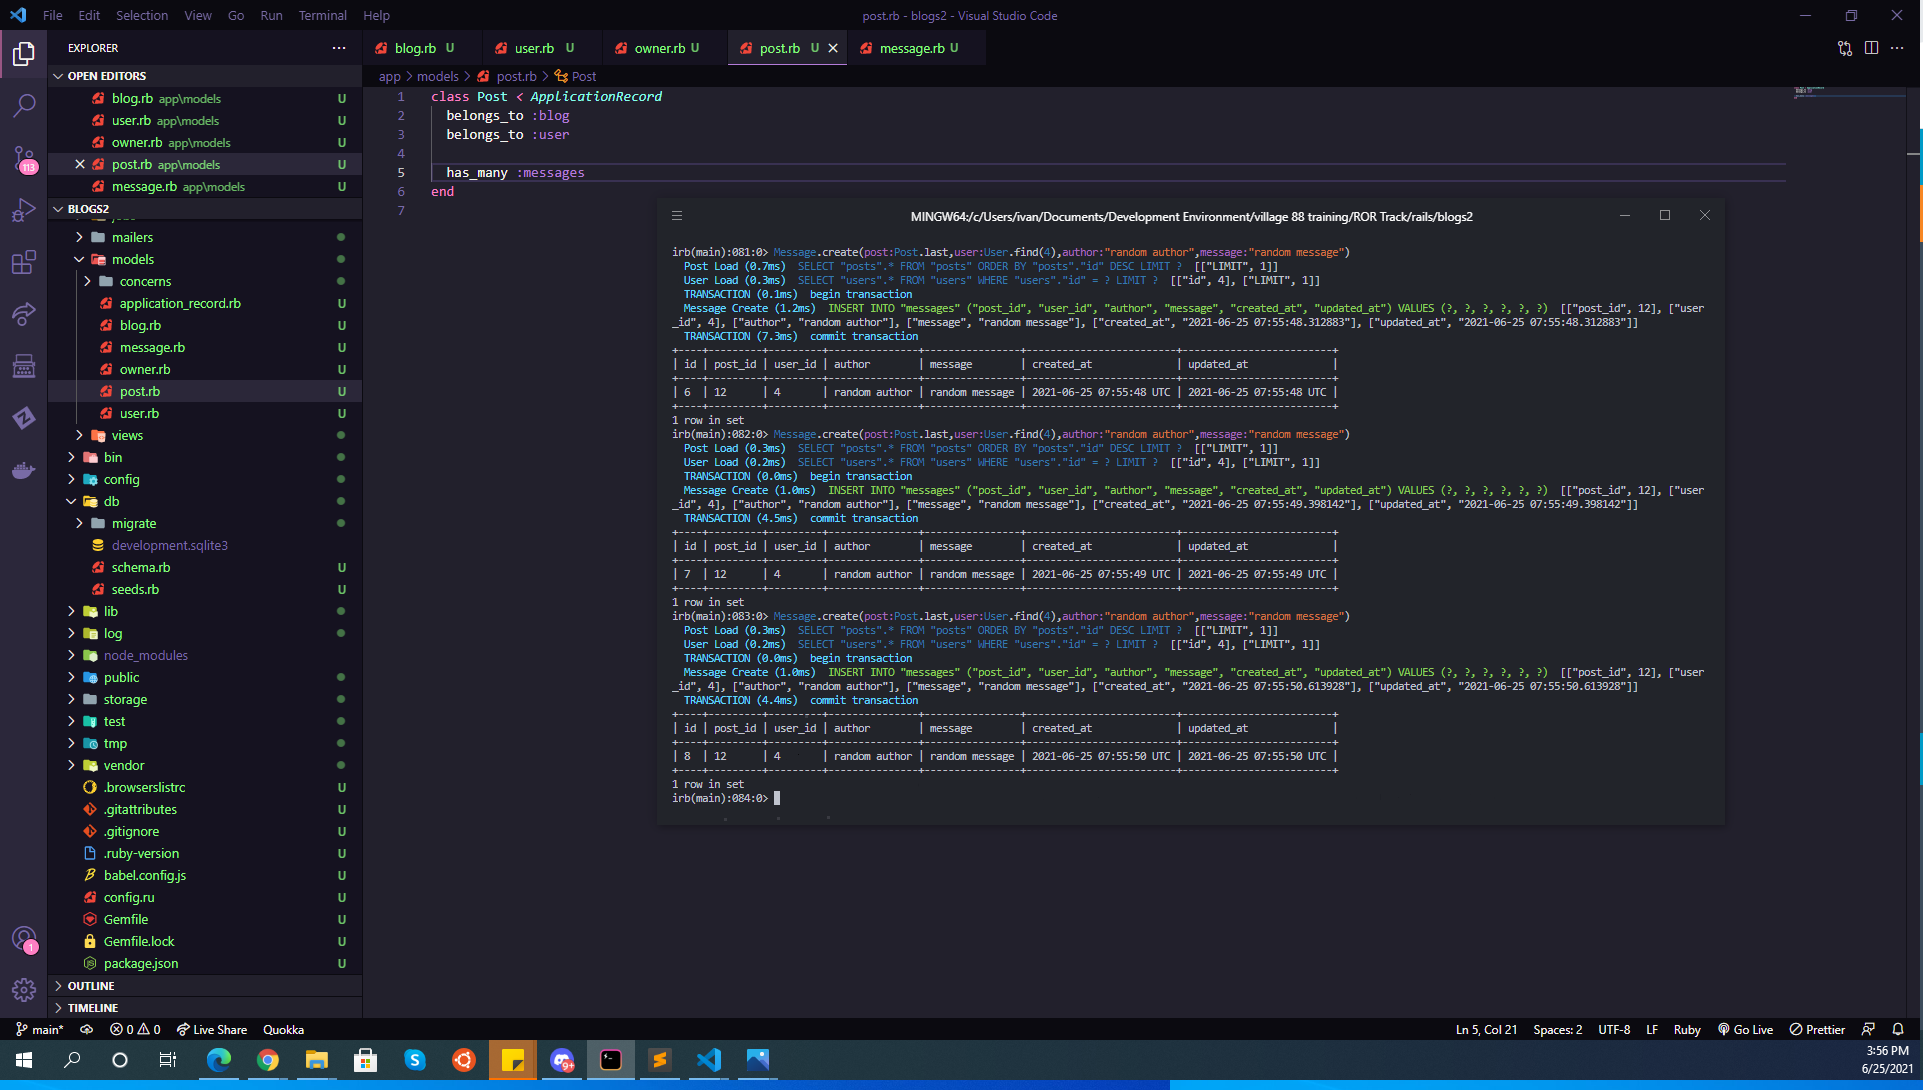 File Edit Selection View Go Run Terminal Help
post.rb - blogs2 - Visual Studio Code
EXPLORER
blog.rb U
user.rb U
owner.rb U
post.rb U
message.rb U
OPEN EDITORS
blog.rb app\models U
user.rb app\models U
owner.rb app\models U
post.rb app\models U
message.rb app\models U
BLOGS2
mailers
models
concerns
application_record.rb U
blog.rb U
message.rb U
owner.rb U
post.rb U
user.rb U
views
bin
config
db
migrate
development.sqlite3
schema.rb U
seeds.rb U
lib
log
node_modules
public
storage
test
tmp
vendor
.browserslistrc U
.gitattributes U
.gitignore U
.ruby-version U
babel.config.js U
config.ru U
Gemfile U
Gemfile.lock U
package.json U
OUTLINE
TIMELINE
113
1
app > models > post.rb > Post
1 class Post < ApplicationRecord
2 belongs_to :blog
3 belongs_to :user
4
5 has_many :messages
6 end
7
MINGW64:/c/Users/ivan/Documents/Development Environment/village 88 training/ROR Track/rails/blogs2
irb(main):081:0> Message.create(post:Post.last,user:User.find(4),author:"random author",message:"random message")
Post Load (0.7ms) SELECT "posts".* FROM "posts" ORDER BY "posts"."id" DESC LIMIT ? [["LIMIT", 1]]
User Load (0.3ms) SELECT "users".* FROM "users" WHERE "users"."id" = ? LIMIT ? [["id", 4], ["LIMIT", 1]]
TRANSACTION (0.1ms) begin transaction
Message Create (1.2ms) INSERT INTO "messages" ("post_id", "user_id", "author", "message", "created_at", "updated_at") VALUES (?, ?, ?, ?, ?, ?) [["post_id", 12], ["user
_id", 4], ["author", "random author"], ["message", "random message"], ["created_at", "2021-06-25 07:55:48.312883"], ["updated_at", "2021-06-25 07:55:48.312883"]]
TRANSACTION (7.3ms) commit transaction
+----+---------+---------+---------------+----------------+-------------------------+-------------------------+
| id | post_id | user_id | author | message | created_at | updated_at |
+----+---------+---------+---------------+----------------+-------------------------+-------------------------+
| 6 | 12 | 4 | random author | random message | 2021-06-25 07:55:48 UTC | 2021-06-25 07:55:48 UTC |
+----+---------+---------+---------------+----------------+-------------------------+-------------------------+
1 row in set
irb(main):082:0> Message.create(post:Post.last,user:User.find(4),author:"random author",message:"random message")
Post Load (0.3ms) SELECT "posts".* FROM "posts" ORDER BY "posts"."id" DESC LIMIT ? [["LIMIT", 1]]
User Load (0.2ms) SELECT "users".* FROM "users" WHERE "users"."id" = ? LIMIT ? [["id", 4], ["LIMIT", 1]]
TRANSACTION (0.0ms) begin transaction
Message Create (1.0ms) INSERT INTO "messages" ("post_id", "user_id", "author", "message", "created_at", "updated_at") VALUES (?, ?, ?, ?, ?, ?) [["post_id", 12], ["user
_id", 4], ["author", "random author"], ["message", "random message"], ["created_at", "2021-06-25 07:55:49.398142"], ["updated_at", "2021-06-25 07:55:49.398142"]]
TRANSACTION (4.5ms) commit transaction
+----+---------+---------+---------------+----------------+-------------------------+-------------------------+
| id | post_id | user_id | author | message | created_at | updated_at |
+----+---------+---------+---------------+----------------+-------------------------+-------------------------+
| 7 | 12 | 4 | random author | random message | 2021-06-25 07:55:49 UTC | 2021-06-25 07:55:49 UTC |
+----+---------+---------+---------------+----------------+-------------------------+-------------------------+
1 row in set
irb(main):083:0> Message.create(post:Post.last,user:User.find(4),author:"random author",message:"random message")
Post Load (0.3ms) SELECT "posts".* FROM "posts" ORDER BY "posts"."id" DESC LIMIT ? [["LIMIT", 1]]
User Load (0.2ms) SELECT "users".* FROM "users" WHERE "users"."id" = ? LIMIT ? [["id", 4], ["LIMIT", 1]]
TRANSACTION (0.0ms) begin transaction
Message Create (1.0ms) INSERT INTO "messages" ("post_id", "user_id", "author", "message", "created_at", "updated_at") VALUES (?, ?, ?, ?, ?, ?) [["post_id", 12], ["user
_id", 4], ["author", "random author"], ["message", "random message"], ["created_at", "2021-06-25 07:55:50.613928"], ["updated_at", "2021-06-25 07:55:50.613928"]]
TRANSACTION (4.4ms) commit transaction
+----+---------+---------+---------------+----------------+-------------------------+-------------------------+
| id | post_id | user_id | author | message | created_at | updated_at |
+----+---------+---------+---------------+----------------+-------------------------+-------------------------+
| 8 | 12 | 4 | random author | random message | 2021-06-25 07:55:50 UTC | 2021-06-25 07:55:50 UTC |
+----+---------+---------+---------------+----------------+-------------------------+-------------------------+
1 row in set
irb(main):084:0>
main* 0 0 Live Share Quokka
Ln 5, Col 21 Spaces: 2 UTF-8 LF Ruby Go Live Prettier
9+
3:56 PM
6/25/2021